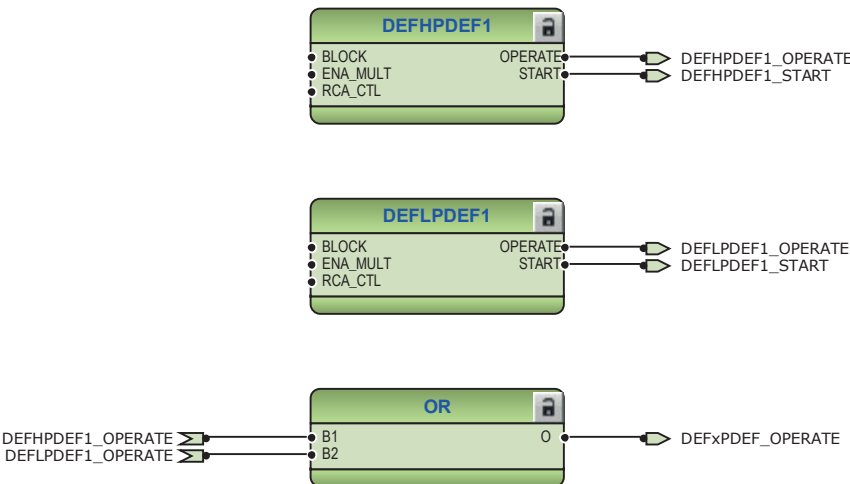 DEFHPDEF1
BLOCK OPERATE DEFHPDEF1_OPERATE
ENA_MULT START DEFHPDEF1_START
RCA_CTL
DEFLPDEF1
BLOCK OPERATE DEFLPDEF1_OPERATE
ENA_MULT START DEFLPDEF1_START
RCA_CTL
OR
DEFHPDEF1_OPERATE B1 O DEFxPDEF_OPERATE
DEFLPDEF1_OPERATE B2